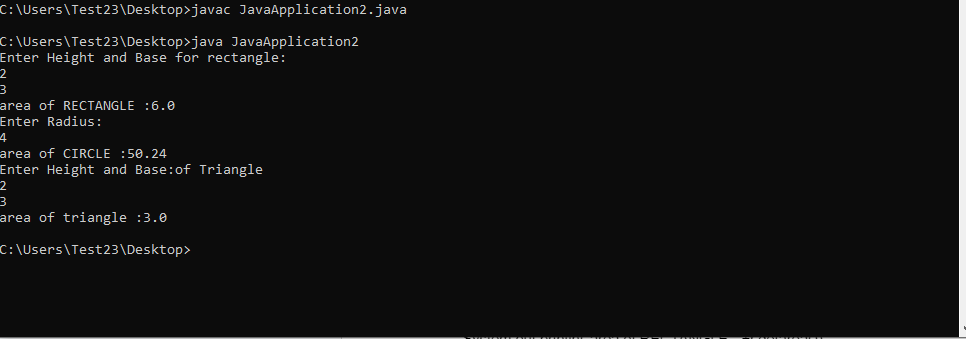 C:\Users\Test23\Desktop>javac JavaApplication2.java
C:\Users\Test23\Desktop>java JavaApplication2
Enter Height and Base for rectangle:
2
3
area of RECTANGLE :6.0
Enter Radius:
4
area of CIRCLE :50.24
Enter Height and Base:of Triangle
2
3
area of triangle :3.0
C:\Users\Test23\Desktop>